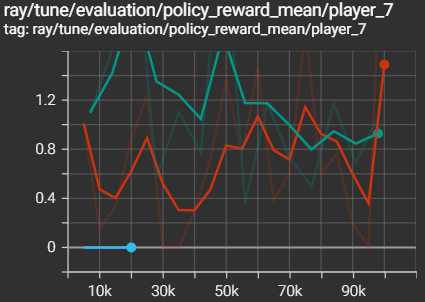 ray/tune/evaluation/policy_reward_mean/player_7
tag: ray/tune/evaluation/policy_reward_mean/player_7
1.2
0.8
0.4
0
10k 30k 50k 70k 90k